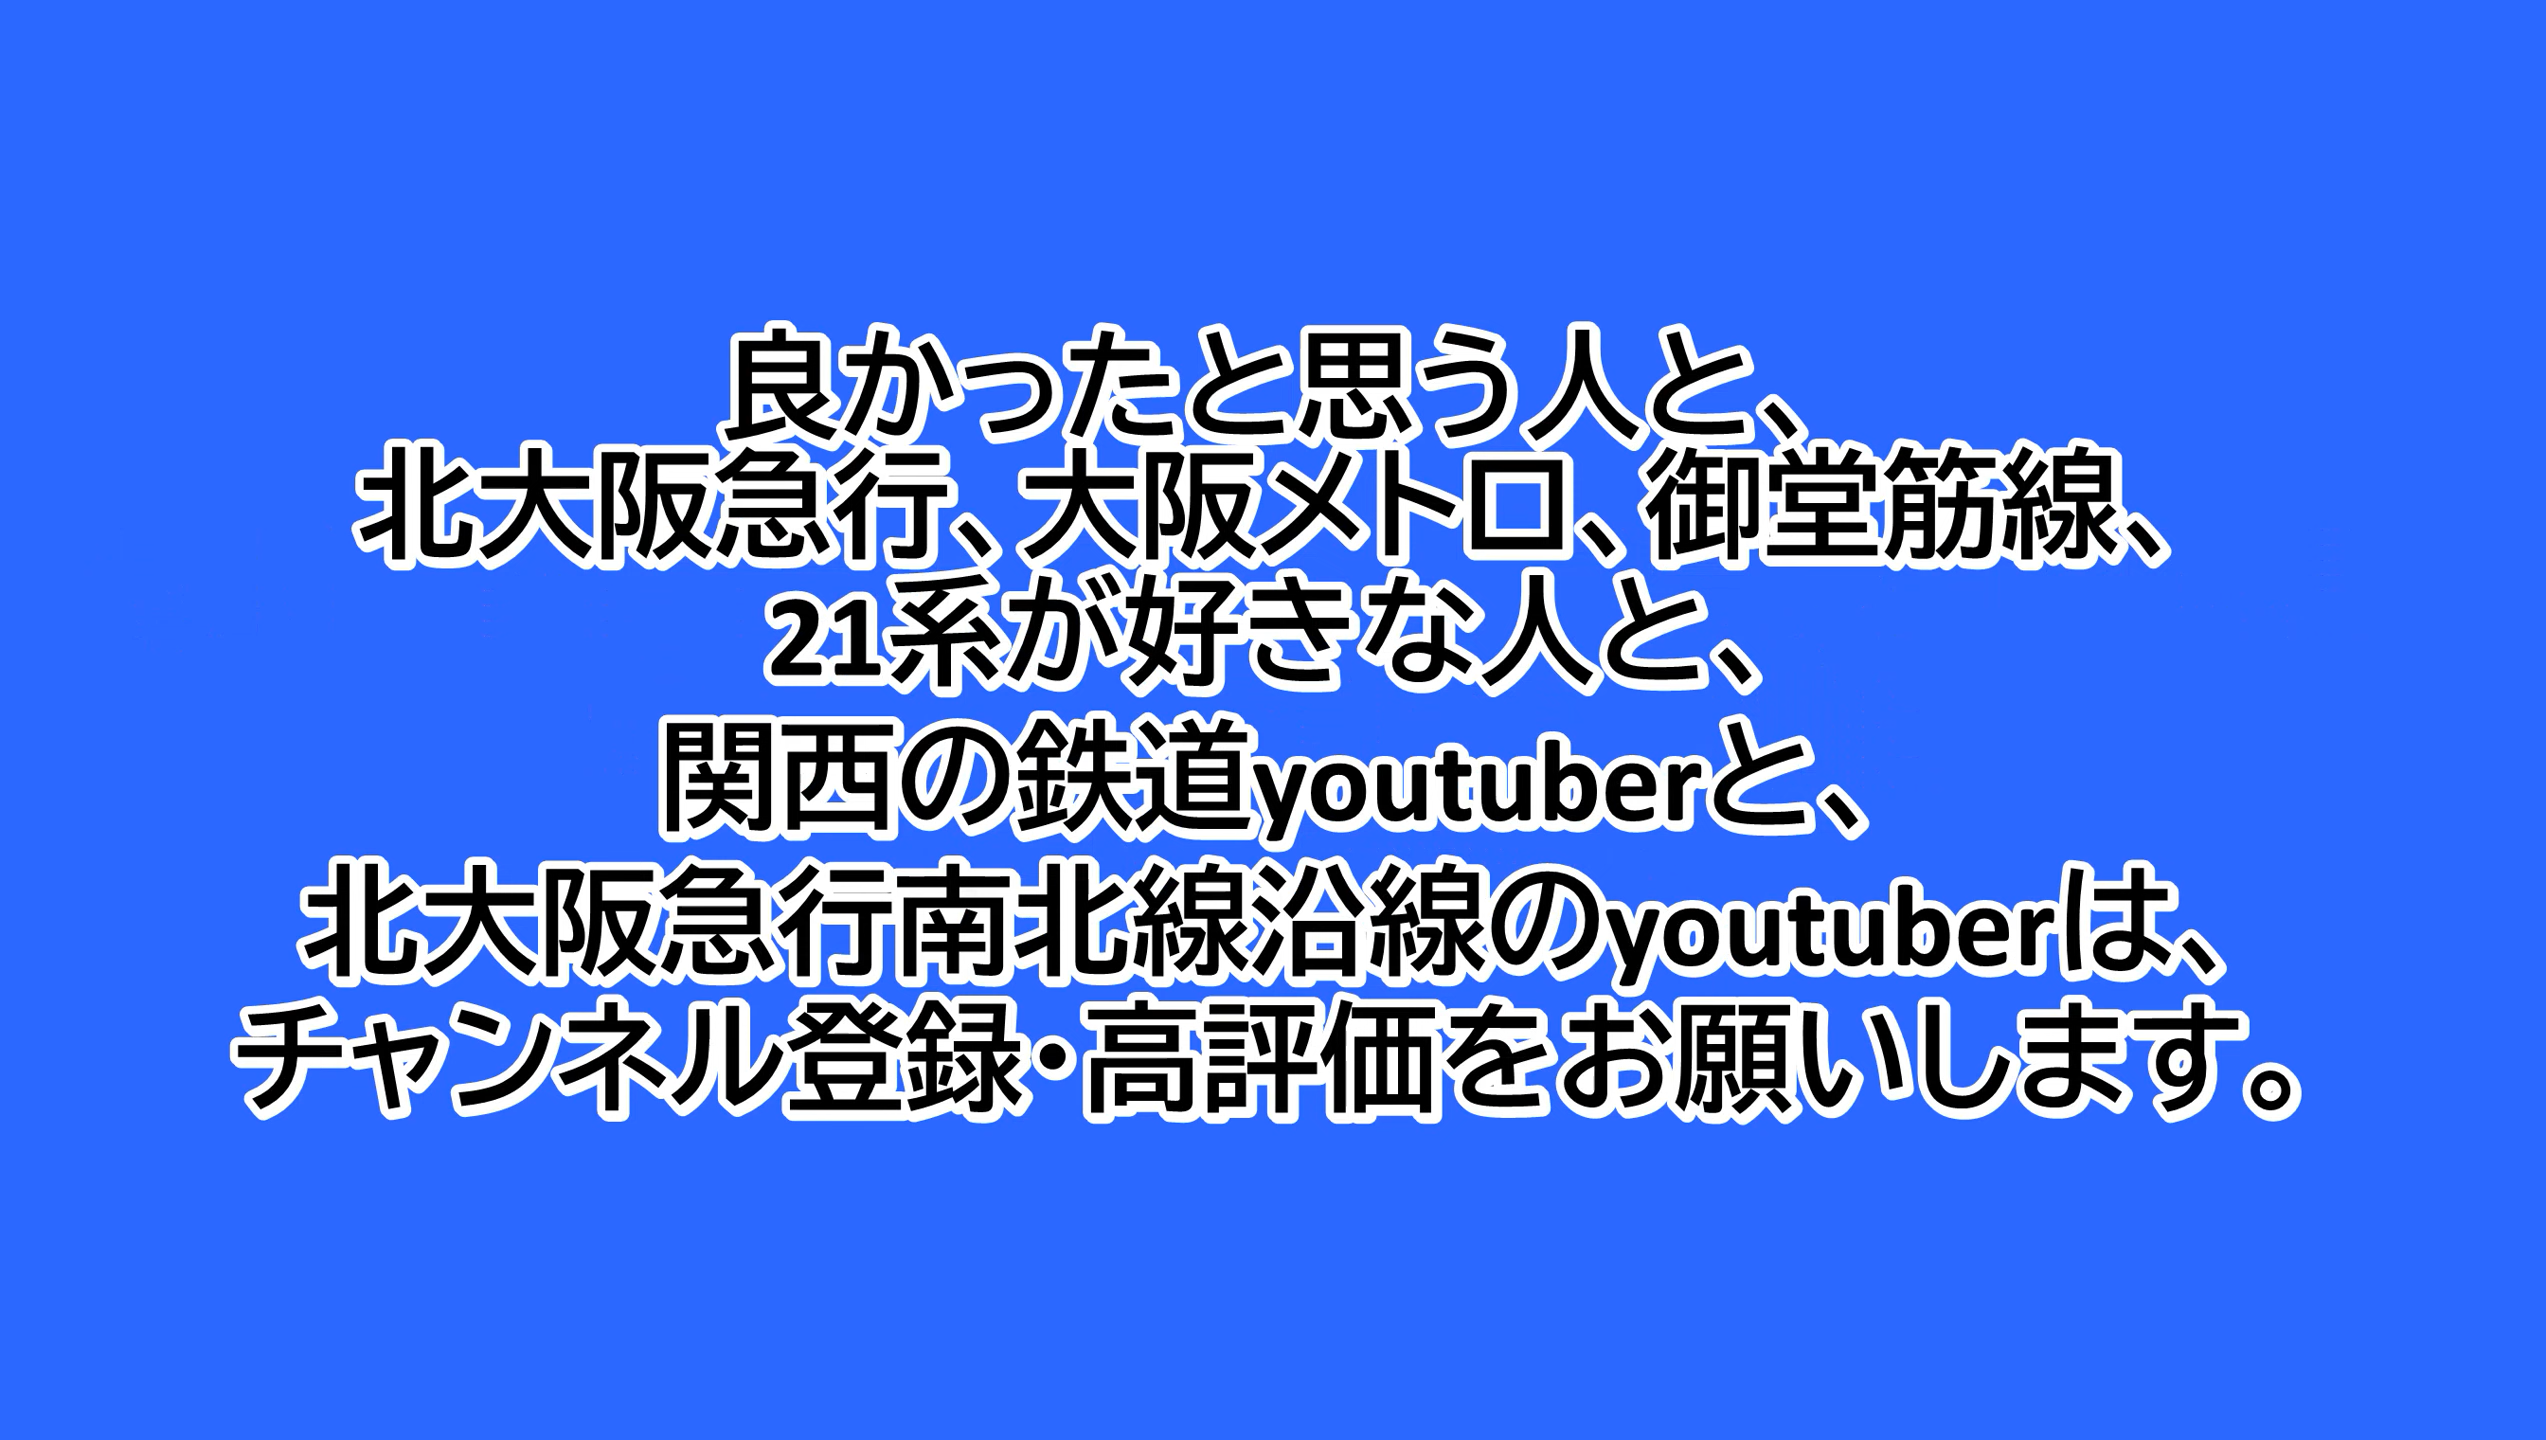 良かったと思う人と、
北大阪急行、大阪メトロ、御堂筋線、
21系が好きな人と、
関西の鉄道youtuberと、
北大阪急行南北線沿線のyoutuberは、
チャンネル登録・高評価をお願いします。